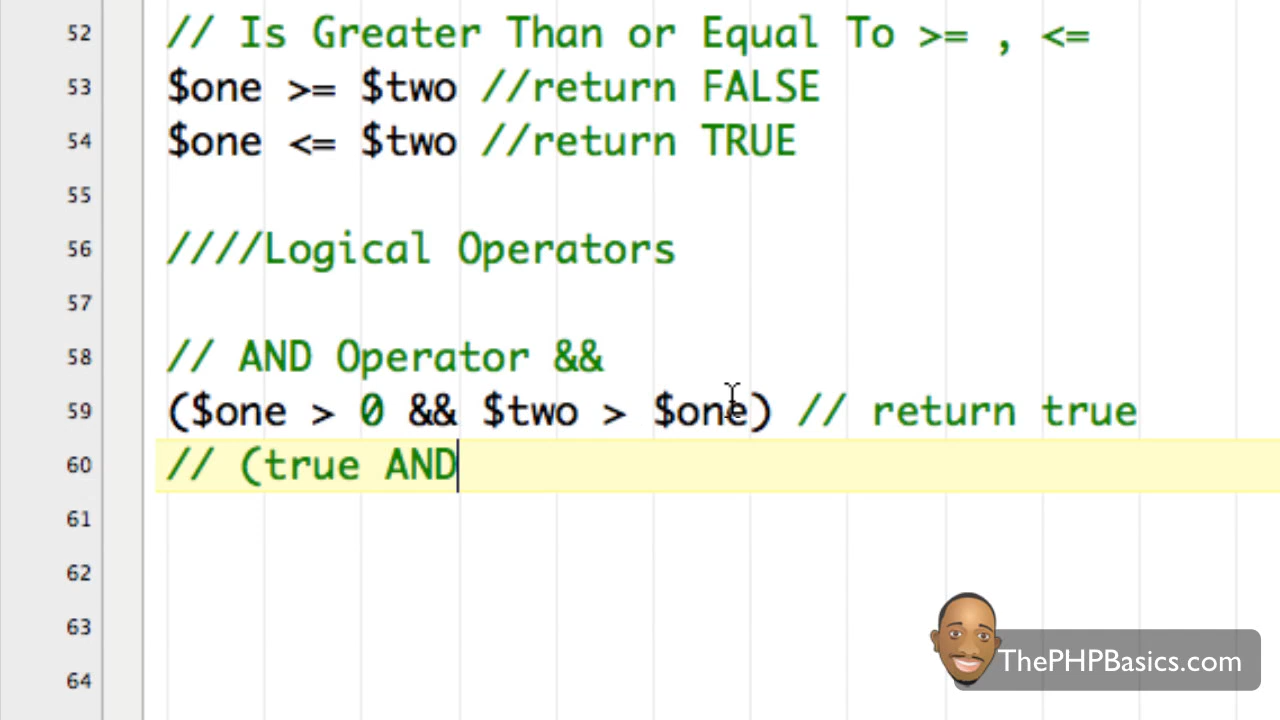 52 // Is Greater Than or Equal To >= , <=
53 $one >= $two //return FALSE
54 $one <= $two //return TRUE
55
56 ////Logical Operators
57
58 // AND Operator &&
59 ($one > 0 && $two > $one) // return true
60 // (true AND
61
62
63
64
ThePHPBasics.com